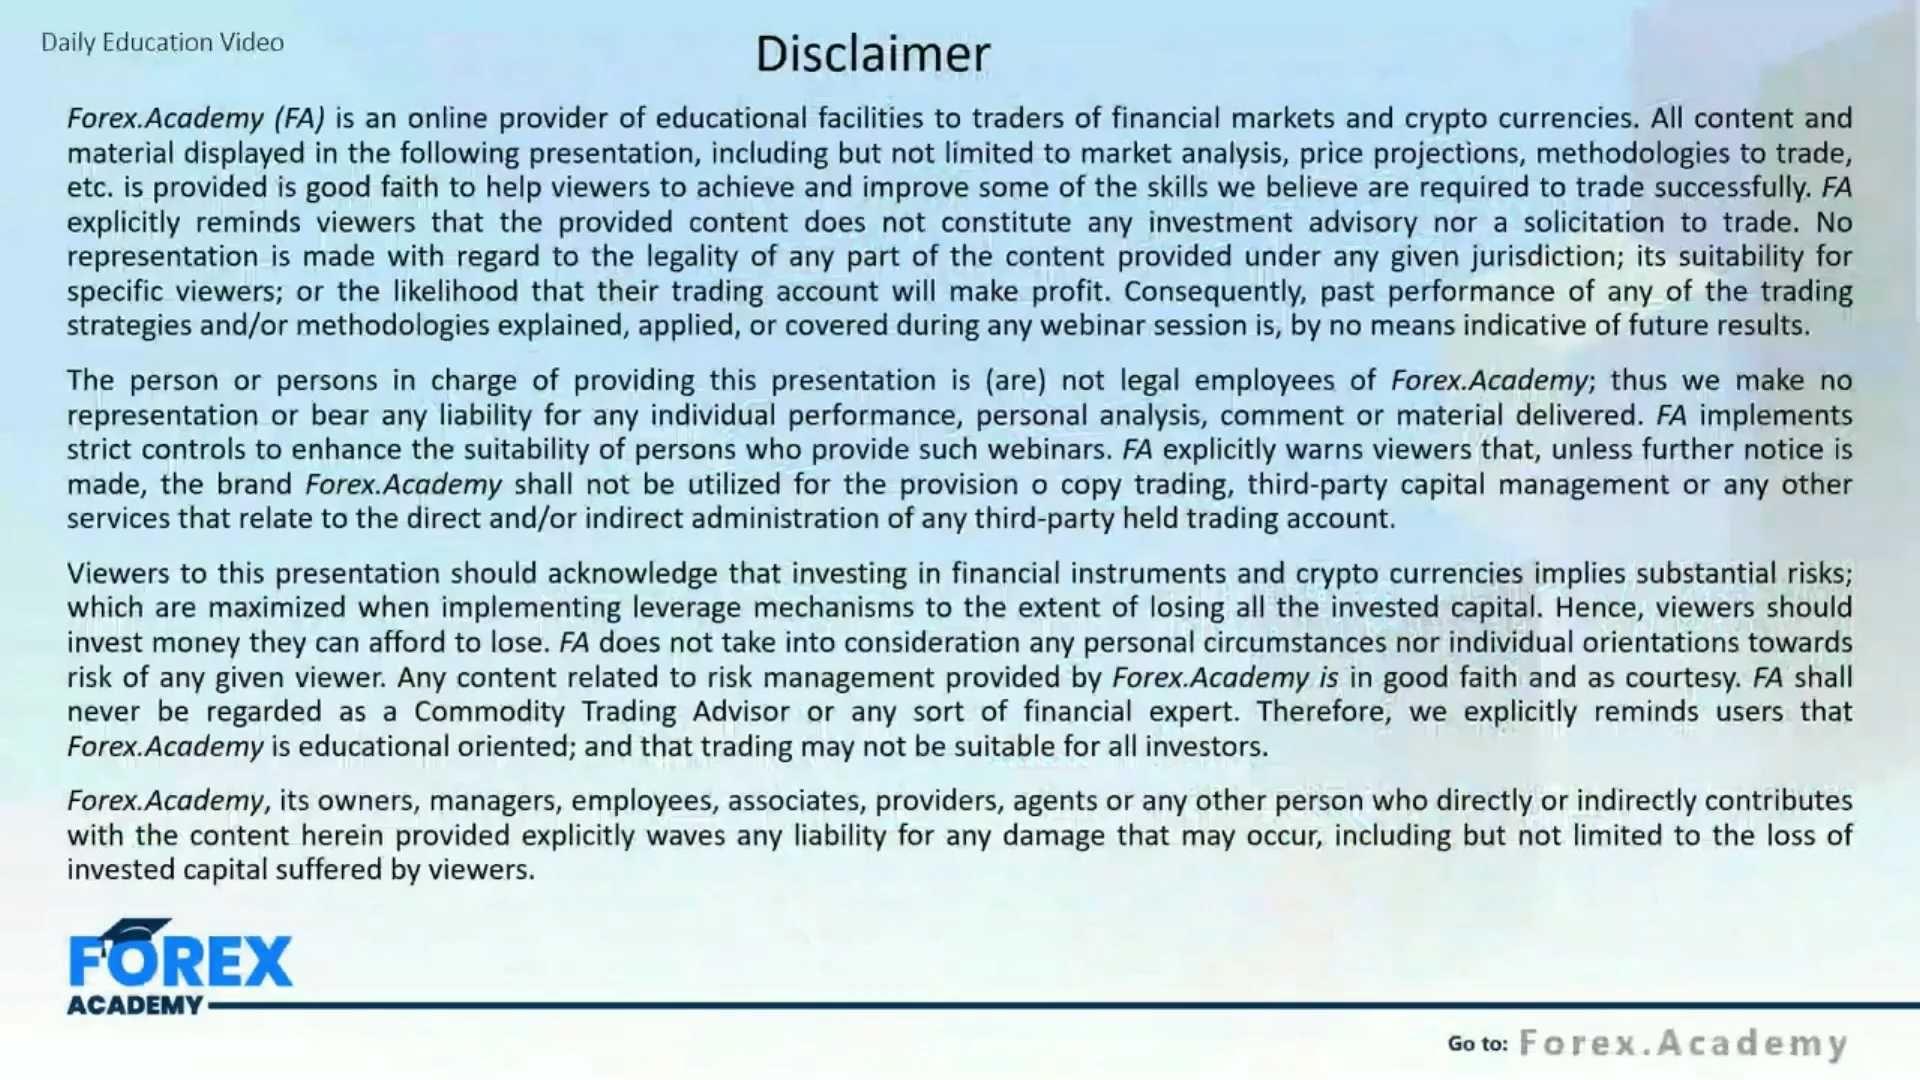 Daily Education Video
Disclaimer
Forex.Academy (FA) is an online provider of educational facilities to traders of financial markets and crypto currencies. All content and
material displayed in the following presentation, including but not limited to market analysis, price projections, methodologies to trade,
etc. is provided is good faith to help viewers to achieve and improve some of the skills we believe are required to trade successfully. FA
explicitly reminds viewers that the provided content does not constitute any investment advisory nor a solicitation to trade. No
representation is made with regard to the legality of any part of the content provided under any given jurisdiction; its suitability for
specific viewers; or the likelihood that their trading account will make profit. Consequently, past performance of any of the trading
strategies and/or methodologies explained, applied, or covered during any webinar session is, by no means indicative of future results.
The person or persons in charge of providing this presentation is (are) not legal employees of Forex.Academy; thus we make no
representation or bear any liability for any individual performance, personal analysis, comment or material delivered. FA implements
strict controls to enhance the suitability of persons who provide such webinars. FA explicitly warns viewers that, unless further notice is
made, the brand Forex.Academy shall not be utilized for the provision o copy trading, third-party capital management or any other
services that relate to the direct and/or indirect administration of any third-party held trading account.
Viewers to this presentation should acknowledge that investing in financial instruments and crypto currencies implies substantial risks;
which are maximized when implementing leverage mechanisms to the extent of losing all the invested capital. Hence, viewers should
invest money they can afford to lose. FA does not take into consideration any personal circumstances nor individual orientations towards
risk of any given viewer. Any content related to risk management provided by Forex.Academy is in good faith and as courtesy. FA shall
never be regarded as a Commodity Trading Advisor or any sort of financial expert. Therefore, we explicitly reminds users that
Forex.Academy is educational oriented; and that trading may not be suitable for all investors.
Forex.Academy, its owners, managers, employees, associates, providers, agents or any other person who directly or indirectly contributes
with the content herein provided explicitly waves any liability for any damage that may occur, including but not limited to the loss of
invested capital suffered by viewers.
FOREX
ACADEMY
Go to: Forex.Academy